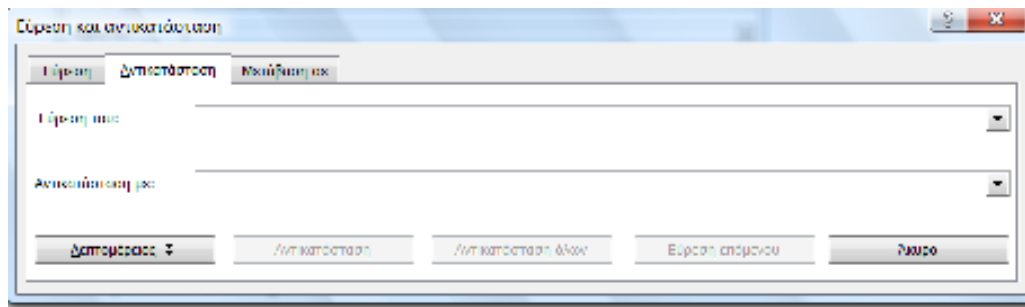 Εύρεση και αντικατάσταση
Εύρεση Αντικατάσταση Μετάβαση σε
Εύρεση του:
Αντικατάσταση με:
Λεπτομέρειες Αντικατάσταση Αντικατάσταση όλων Εύρεση επόμενου Άκυρο